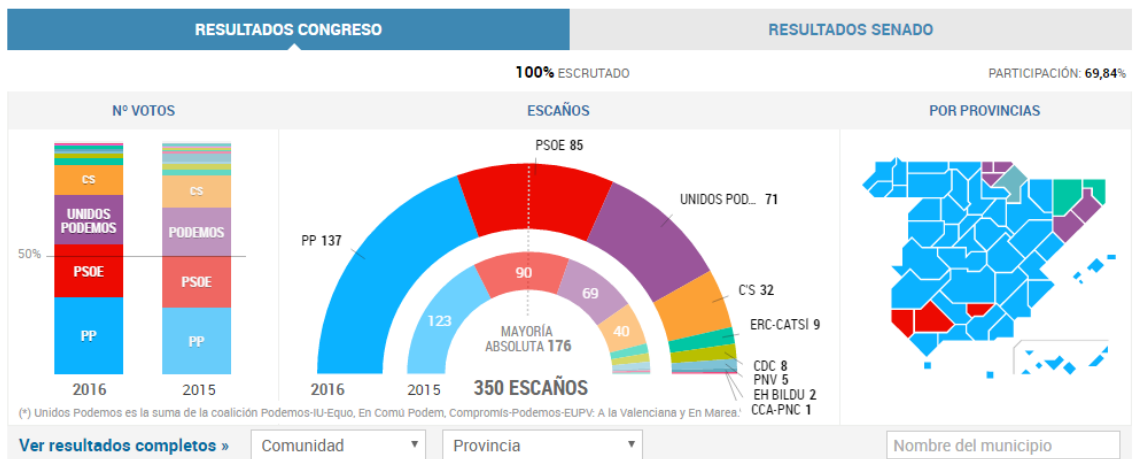 RESULTADOS CONGRESO
RESULTADOS SENADO
100% ESCRUTADO
PARTICIPACIÓN: 69,84%
Nº VOTOS
ESCAÑOS
POR PROVINCIAS
CS
UNIDOS
PODEMOS
PSOE
PP
CS
PODEMOS
PSOE
PP
50%
2016
2015
PP 137
PSOE 85
UNIDOS POD... 71
C'S 32
ERC-CATSÍ 9
CDC 8
PNV 5
EH BILDU 2
CCA-PNC 1
123
90
69
40
MAYORÍA
ABSOLUTA 176
2016
2015
350 ESCAÑOS
(*) Unidos Podemos es la suma de la coalición Podemos-IU-Equo, En Comú Podem, Compromís-Podemos-EUPV: A la Valenciana y En Marea.
Ver resultados completos »
Comunidad
Provincia
Nombre del municipio